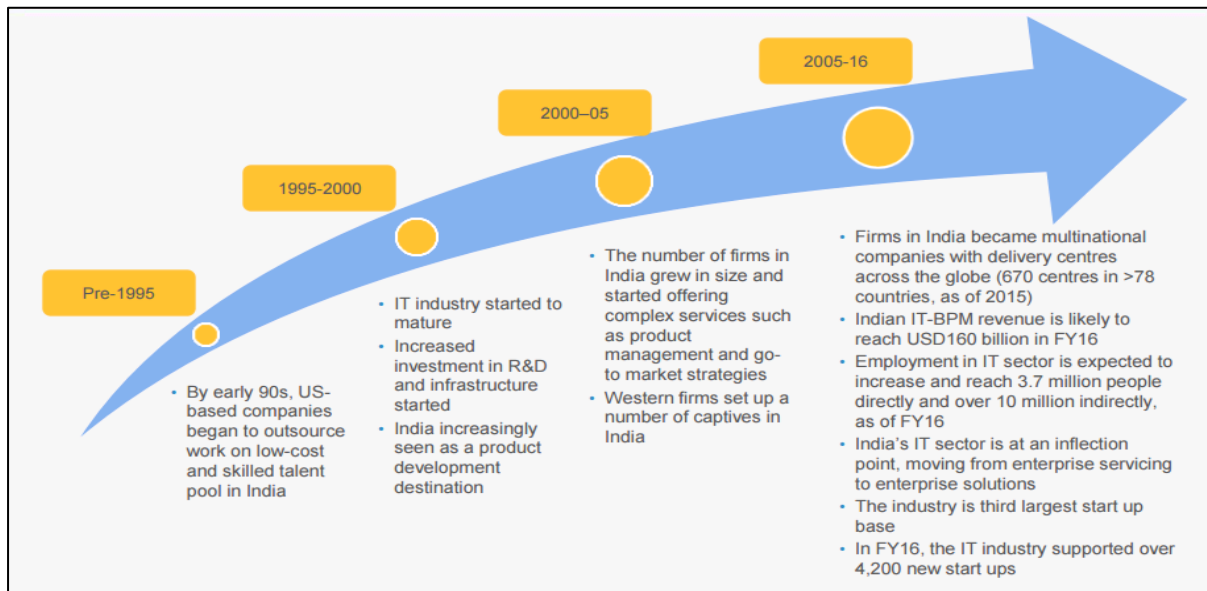 Pre-1995
• By early 90s, US-
based companies
began to outsource
work on low-cost
and skilled talent
pool in India
1995-2000
• IT industry started to
mature
• Increased
investment in R&D
and infrastructure
started
• India increasingly
seen as a product
development
destination
2000–05
• The number of firms in
India grew in size and
started offering
complex services such
as product
management and go-
to market strategies
• Western firms set up a
number of captives in
India
2005-16
• Firms in India became multinational
companies with delivery centres
across the globe (670 centres in >78
countries, as of 2015)
• Indian IT-BPM revenue is likely to
reach USD160 billion in FY16
• Employment in IT sector is expected to
increase and reach 3.7 million people
directly and over 10 million indirectly,
as of FY16
• India’s IT sector is at an inflection
point, moving from enterprise servicing
to enterprise solutions
• The industry is third largest start up
base
• In FY16, the IT industry supported over
4,200 new start ups